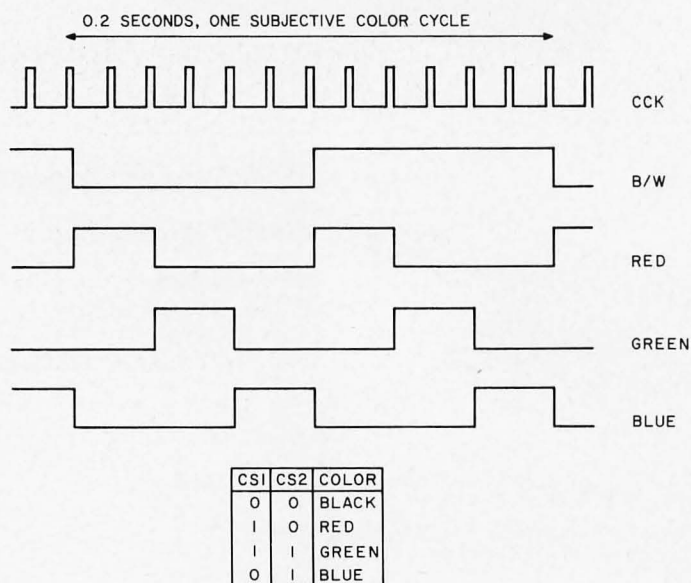 0.2 SECONDS, ONE SUBJECTIVE COLOR CYCLE
CCK
B/W
RED
GREEN
BLUE
CS1 CS2 COLOR
0 0 BLACK
1 0 RED
1 1 GREEN
0 1 BLUE